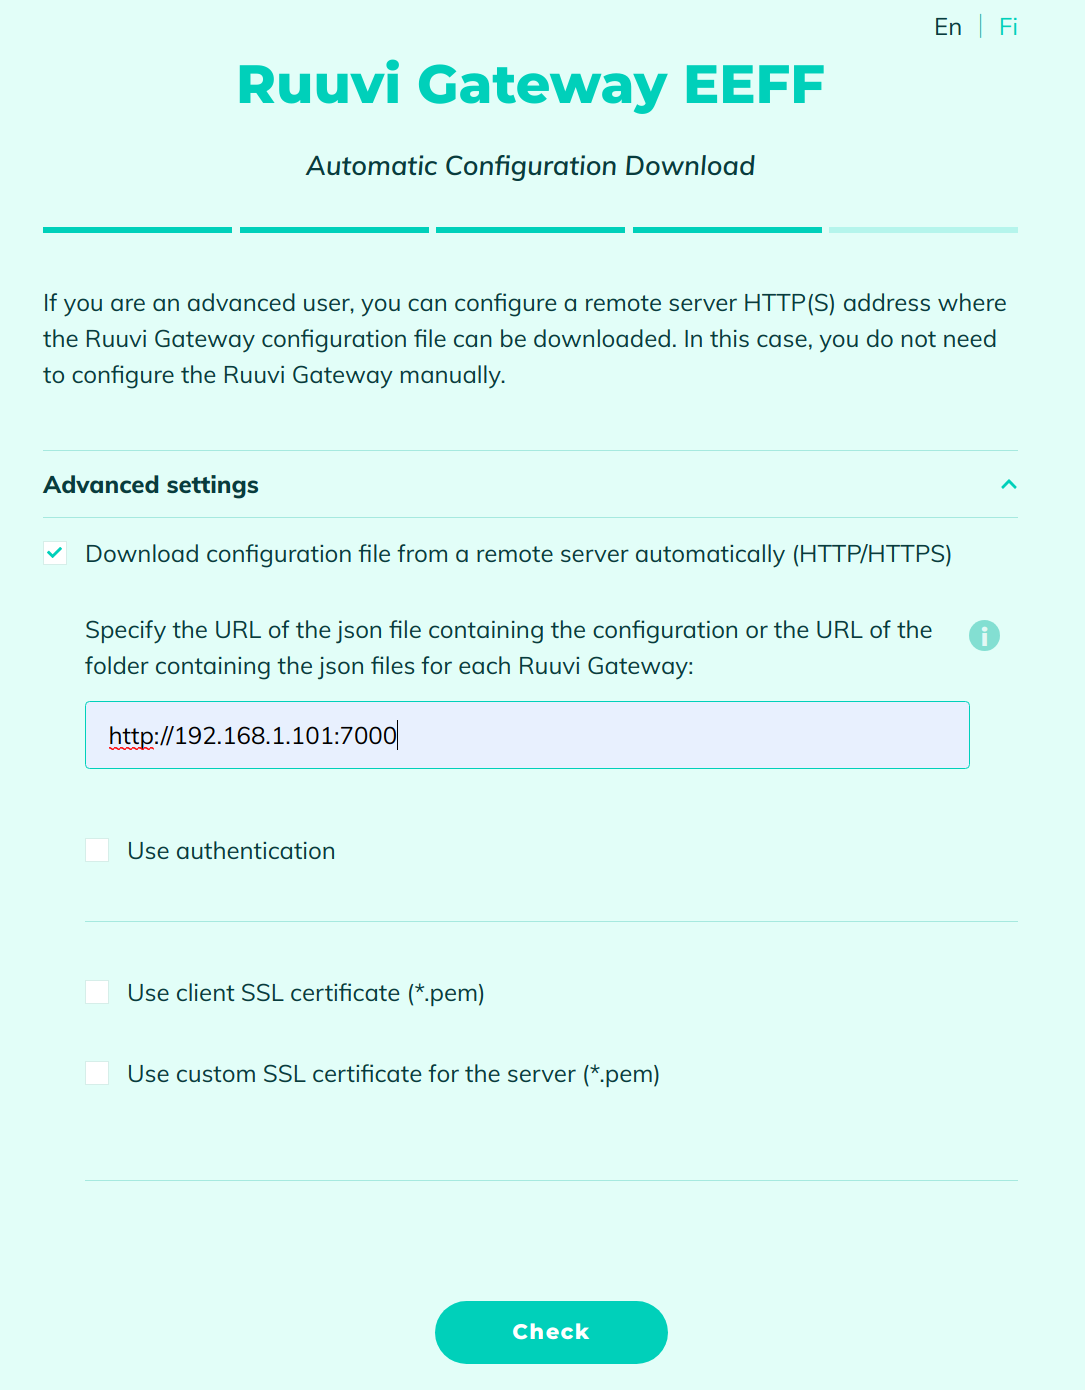 En | Fi
Ruuvi Gateway EEFF
Automatic Configuration Download
If you are an advanced user, you can configure a remote server HTTP(S) address where
the Ruuvi Gateway configuration file can be downloaded. In this case, you do not need
to configure the Ruuvi Gateway manually.
Advanced settings
Download configuration file from a remote server automatically (HTTP/HTTPS)
Specify the URL of the json file containing the configuration or the URL of the
folder containing the json files for each Ruuvi Gateway:
http://192.168.1.101:7000
Use authentication
Use client SSL certificate (*.pem)
Use custom SSL certificate for the server (*.pem)
Check